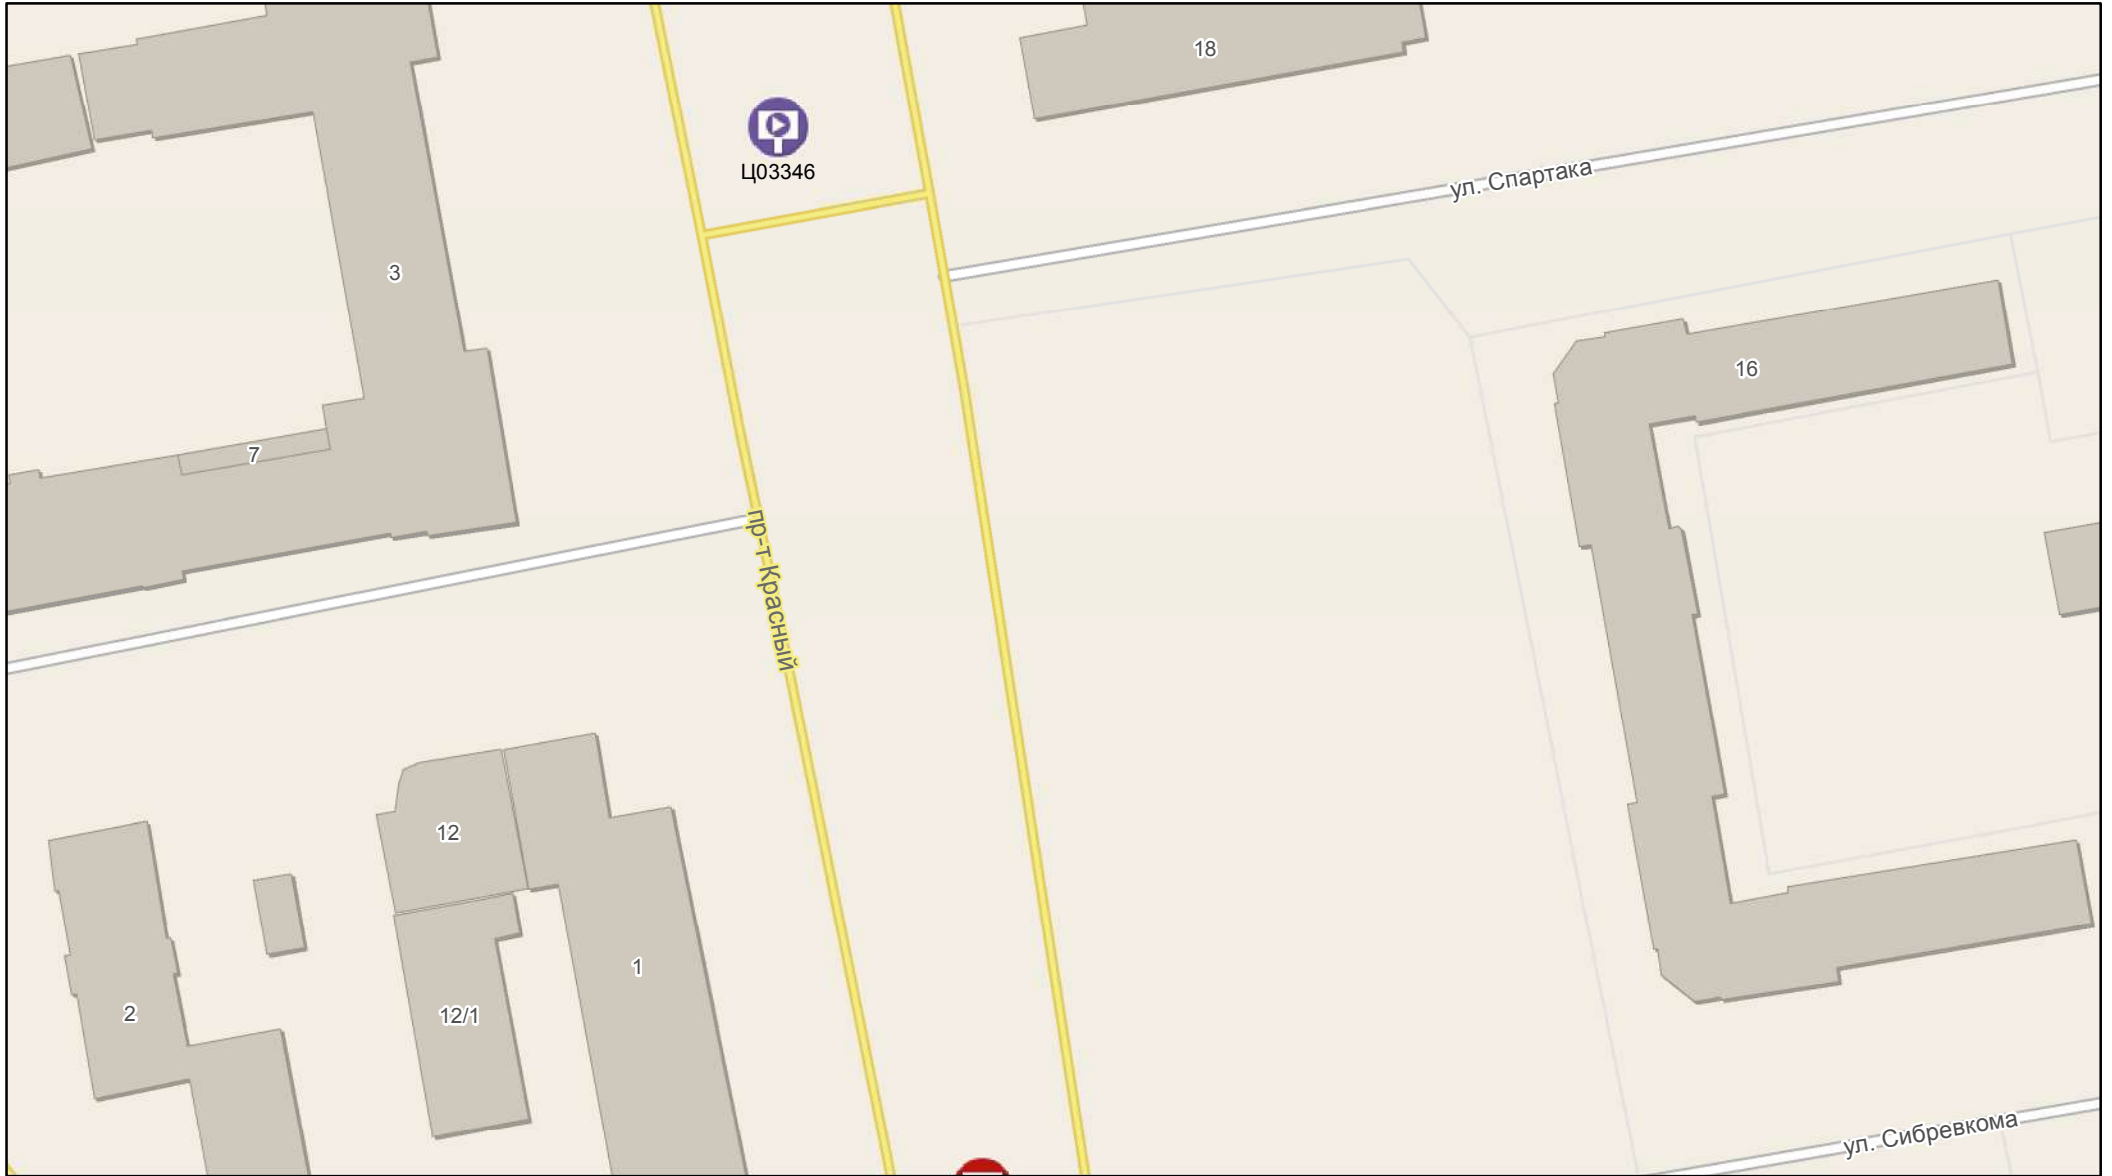 18
Ц03346
ул. Спартака
3
16
7
пр-т Красный
12
1
2
12/1
ул. Сибревкома